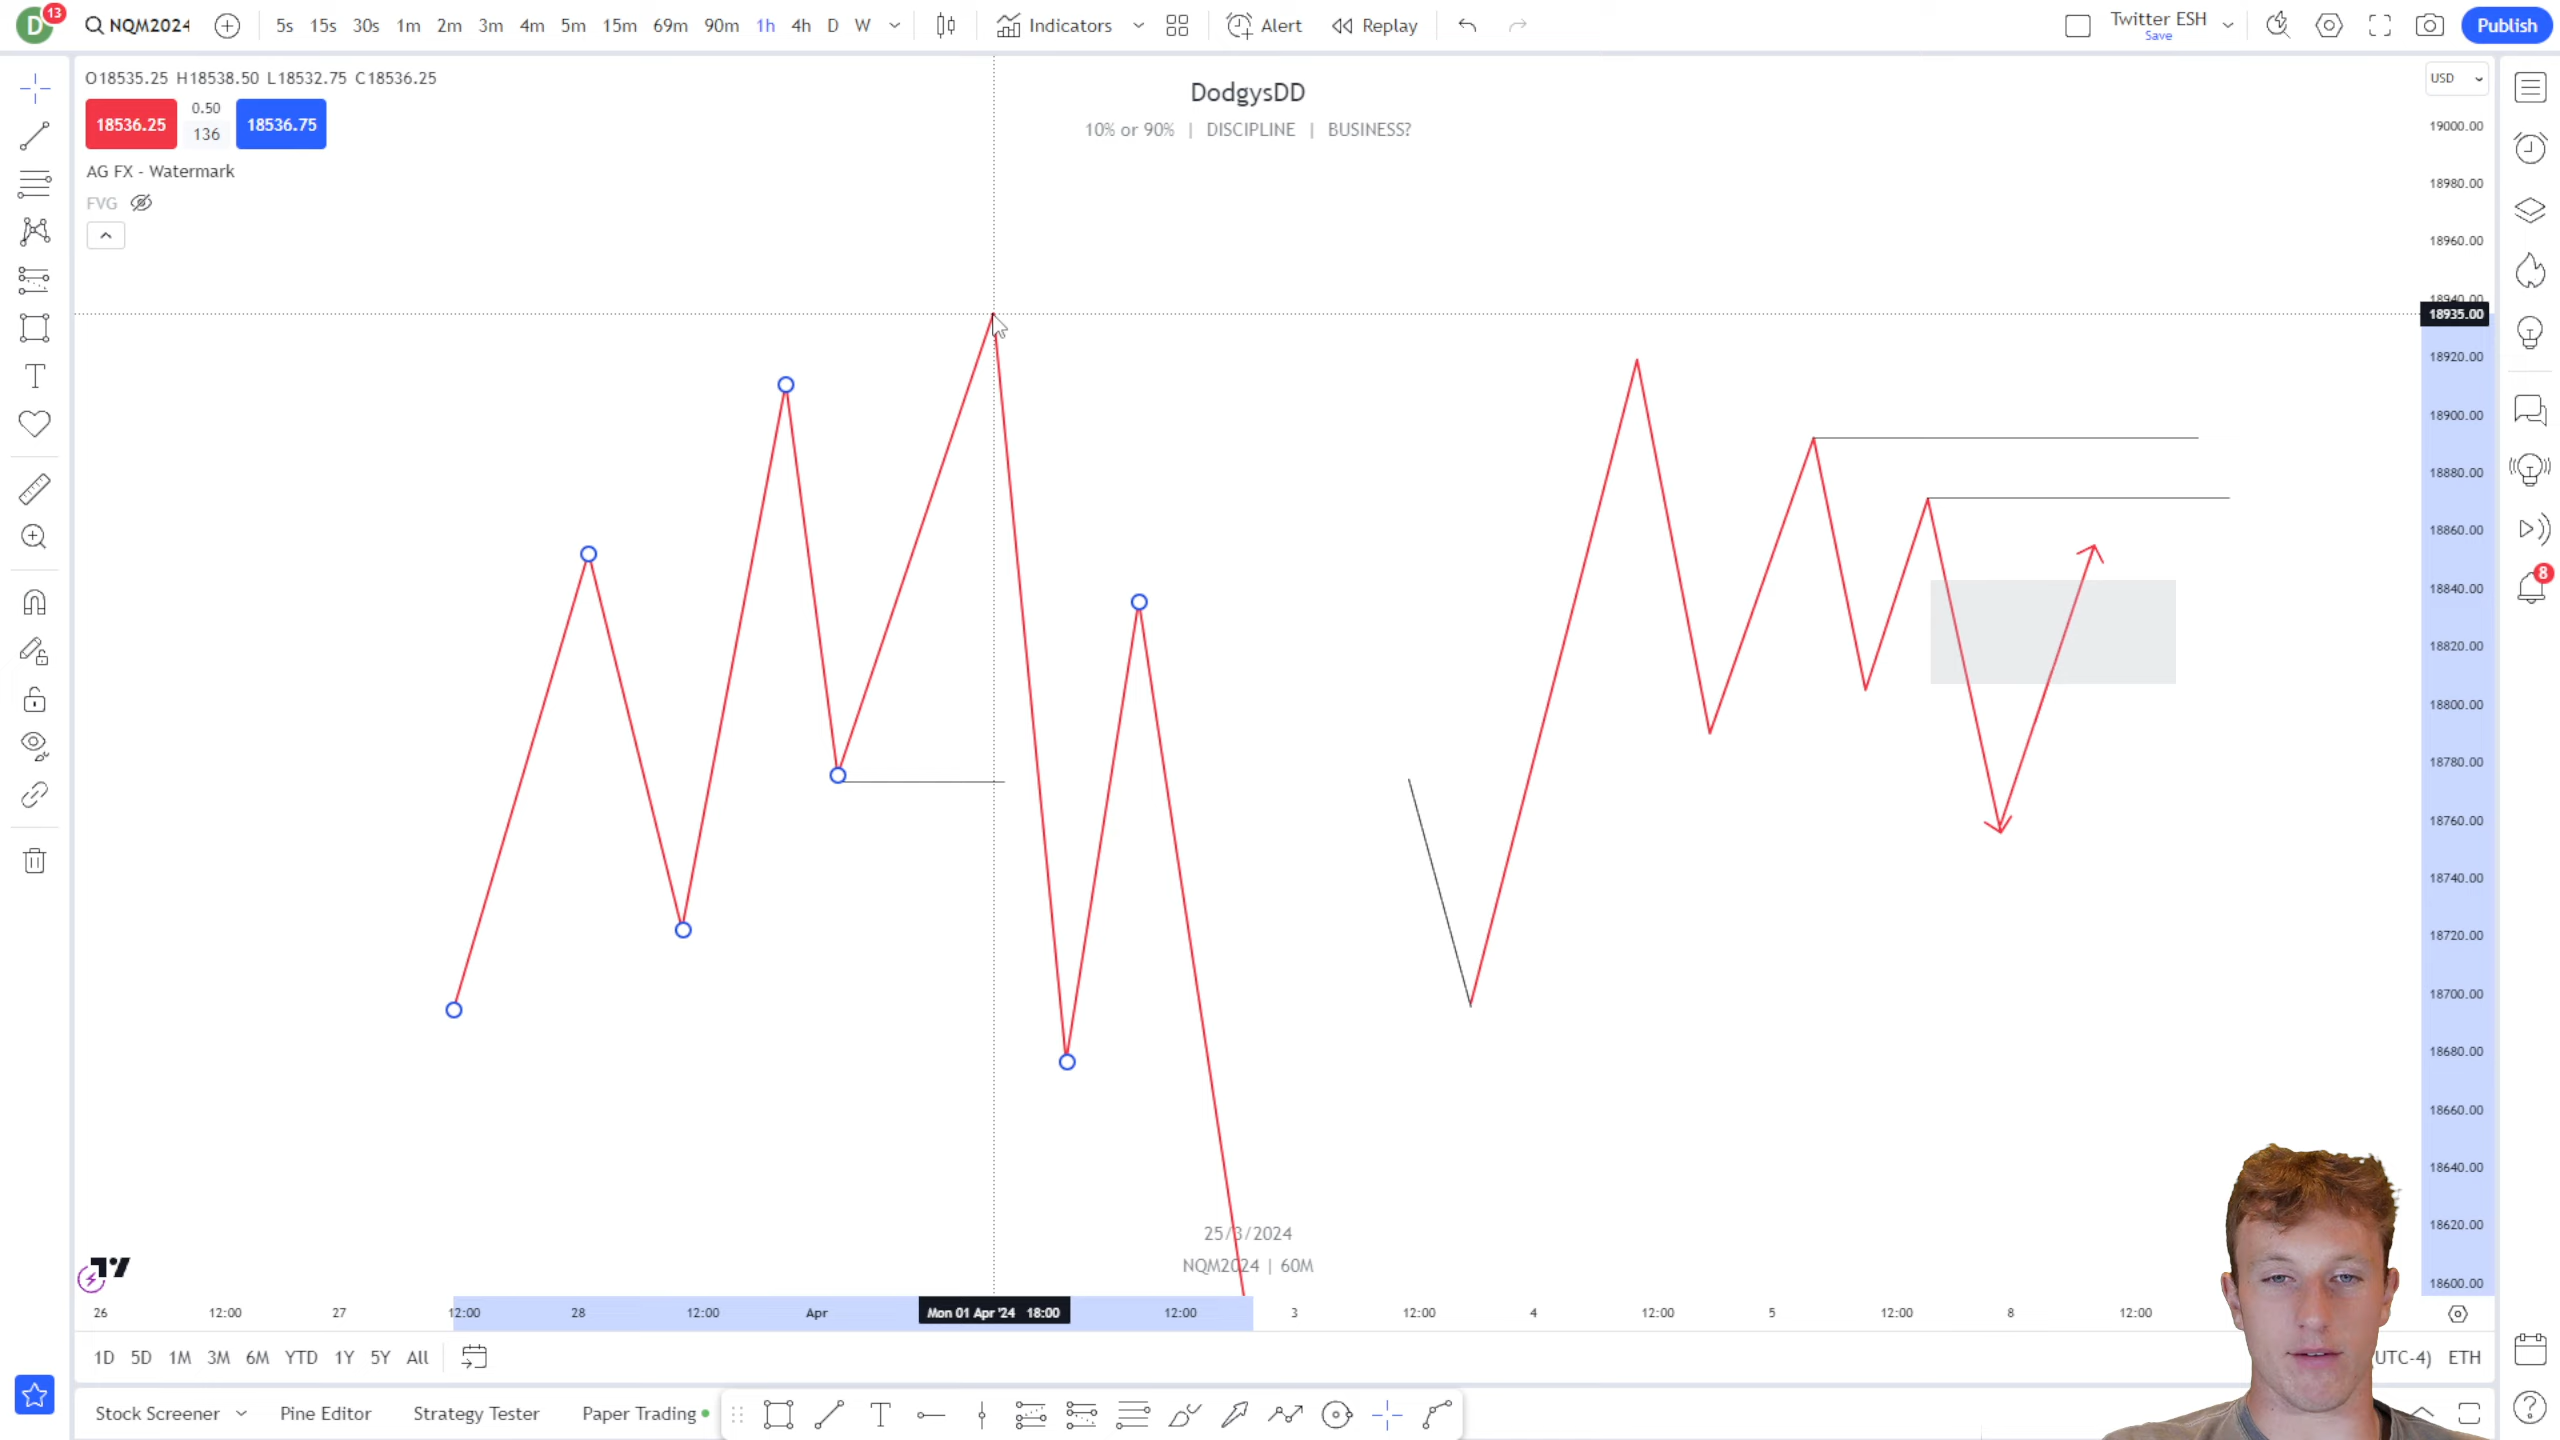 D 13 NQM2024 5s 15s 30s 1m 2m 3m 4m 5m 15m 69m 90m 1h 4h D W Indicators Alert Replay Twitter ESH Save Publish
O18535.25 H18538.50 L18532.75 C18536.25
18536.25 0.50 136 18536.75
AG FX - Watermark
FVG
DodgysDD
10% or 90% | DISCIPLINE | BUSINESS?
USD
19000.00
18980.00
18960.00
18940.00
18935.00
18920.00
18900.00
18880.00
18860.00
18840.00
18820.00
18800.00
18780.00
18760.00
18740.00
18720.00
18700.00
18680.00
18660.00
18640.00
18620.00
18600.00
8
25/3/2024
NQM2024 | 60M
26 12:00 27 12:00 28 12:00 Apr Mon 01 Apr '24 18:00 12:00 3 12:00 4 12:00 5 12:00 8 12:00
1D 5D 1M 3M 6M YTD 1Y 5Y All UTC-4) ETH
Stock Screener Pine Editor Strategy Tester Paper Trading